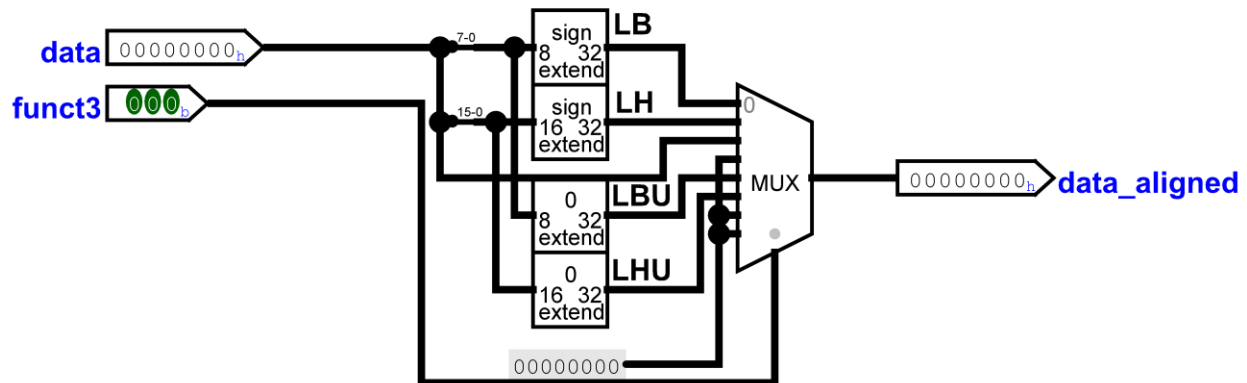 data 00000000h
funct3 000b
7-0
15-0
sign
8 32
extend
LB
sign
16 32
extend
LH
0
8 32
extend
LBU
0
16 32
extend
LHU
00000000
0
MUX
00000000h data_aligned